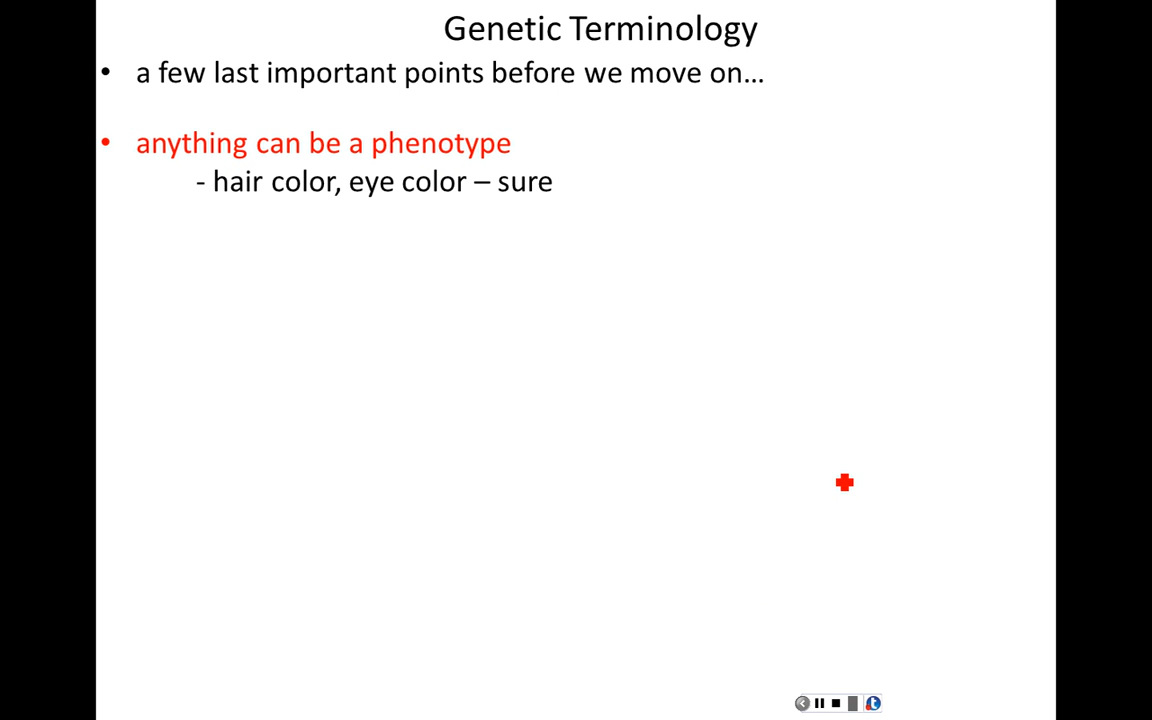 Genetic Terminology
• a few last important points before we move on…
• anything can be a phenotype
- hair color, eye color – sure